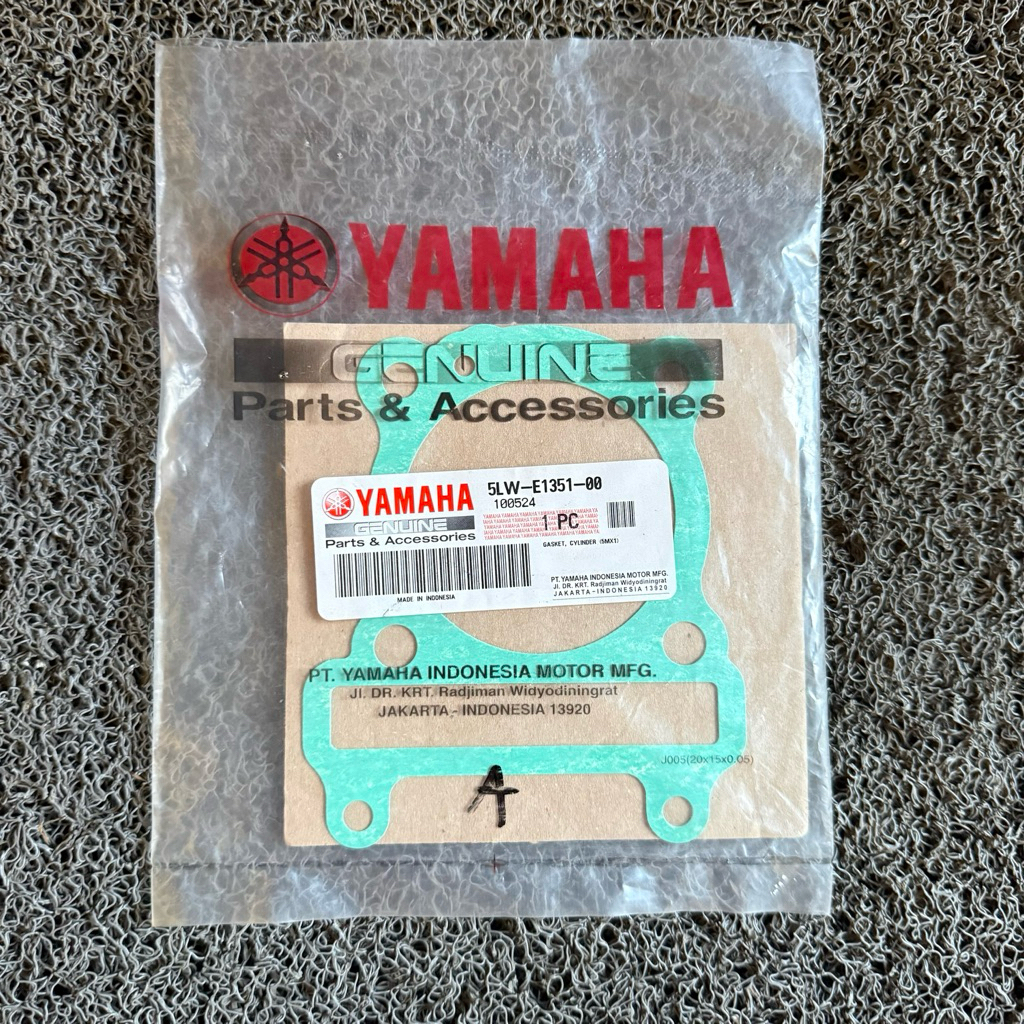 YAMAHA
GENUINE
Parts & Accessories
YAMAHA
GENUINE
Parts & Accessories
MADE IN INDONESIA
5LW-E1351-00
100524
1 PC
GASKET, CYLINDER (5MX1)
PT. YAMAHA INDONESIA MOTOR MFG.
Jl. DR. KRT. Radjiman Widyodiningrat
JAKARTA - INDONESIA 13920
PT. YAMAHA INDONESIA MOTOR MFG.
Jl. DR. KRT. Radjiman Widyodiningrat
JAKARTA - INDONESIA 13920
J005(20x15x0.05)